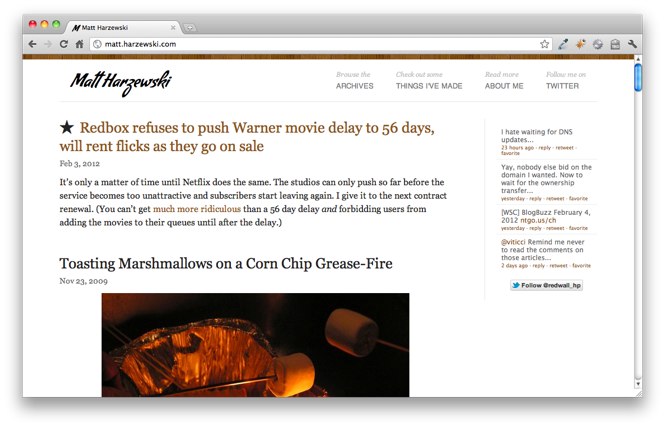 Matt Harzewski
matt.harzewski.com
Matt Harzewski
Browse the
ARCHIVES
Check out some
THINGS I'VE MADE
Read more
ABOUT ME
Follow me on
TWITTER
★ Redbox refuses to push Warner movie delay to 56 days,
will rent flicks as they go on sale
Feb 3, 2012
It's only a matter of time until Netflix does the same. The studios can only push so far before the
service becomes too unattractive and subscribers start leaving again. I give it to the next contract
renewal. (You can't get much more ridiculous than a 56 day delay and forbidding users from
adding the movies to their queues until after the delay.)
Toasting Marshmallows on a Corn Chip Grease-Fire
Nov 23, 2009
I hate waiting for DNS
updates...
23 hours ago · reply · retweet ·
favorite
Yay, nobody else bid on the
domain I wanted. Now to
wait for the ownership
transfer...
yesterday · reply · retweet · favorite
[WSC] BlogBuzz February 4,
2012 ntgo.us/ch
yesterday · reply · retweet · favorite
@viticci Remind me never
to read the comments on
those articles...
2 days ago · reply · retweet · favorite
Follow @redwall_hp